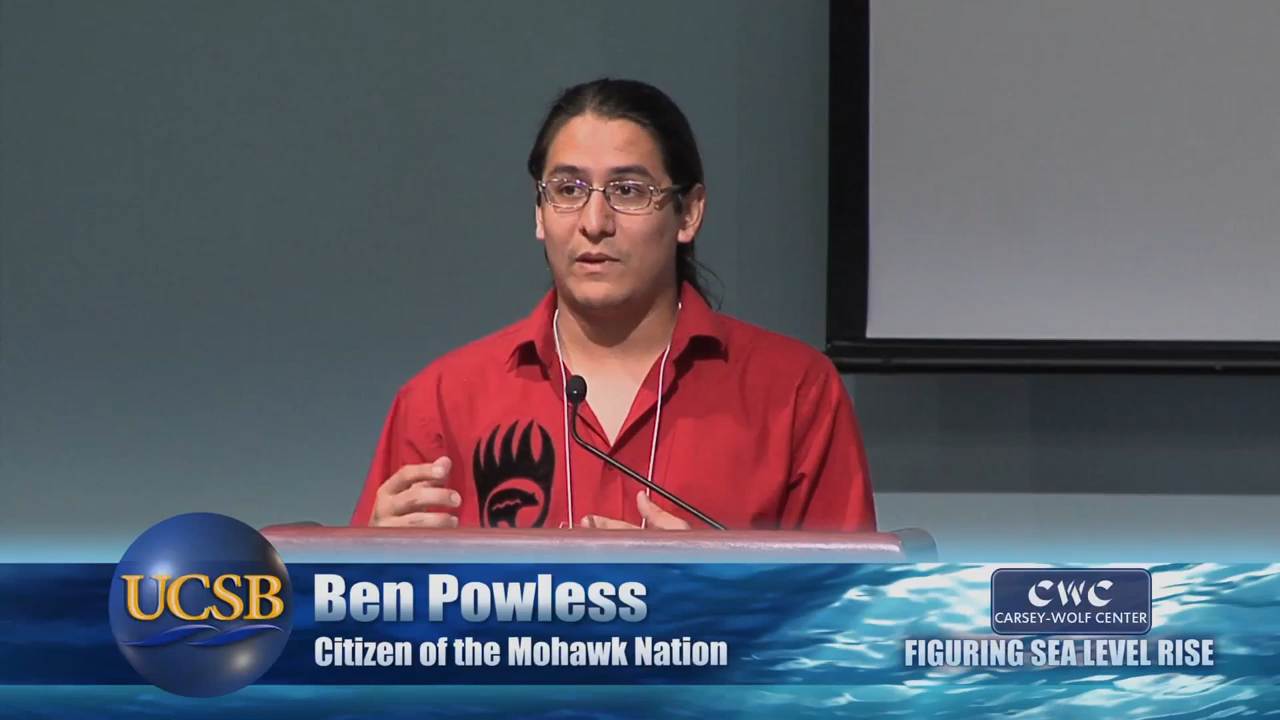 UCSB
Ben Powless
Citizen of the Mohawk Nation
CWC
CARSEY-WOLF CENTER
FIGURING SEA LEVEL RISE